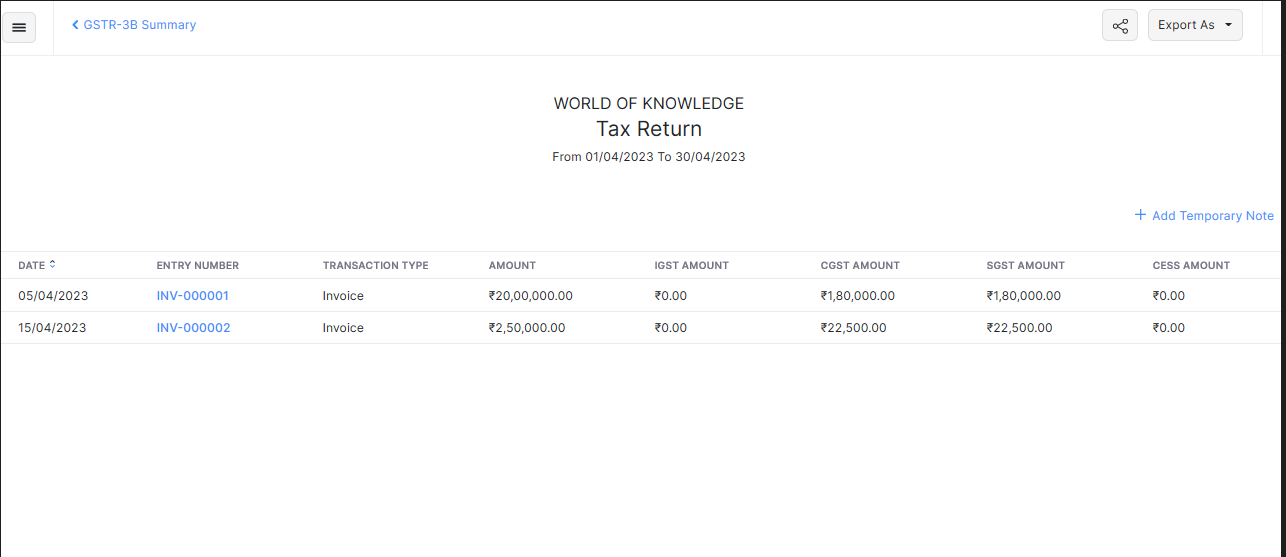 GSTR-3B Summary
Export As
WORLD OF KNOWLEDGE
Tax Return
From 01/04/2023 To 30/04/2023
Add Temporary Note
DATE ENTRY NUMBER TRANSACTION TYPE AMOUNT IGST AMOUNT CGST AMOUNT SGST AMOUNT CESS AMOUNT
05/04/2023 INV-000001 Invoice ₹20,00,000.00 ₹0.00 ₹1,80,000.00 ₹1,80,000.00 ₹0.00
15/04/2023 INV-000002 Invoice ₹2,50,000.00 ₹0.00 ₹22,500.00 ₹22,500.00 ₹0.00